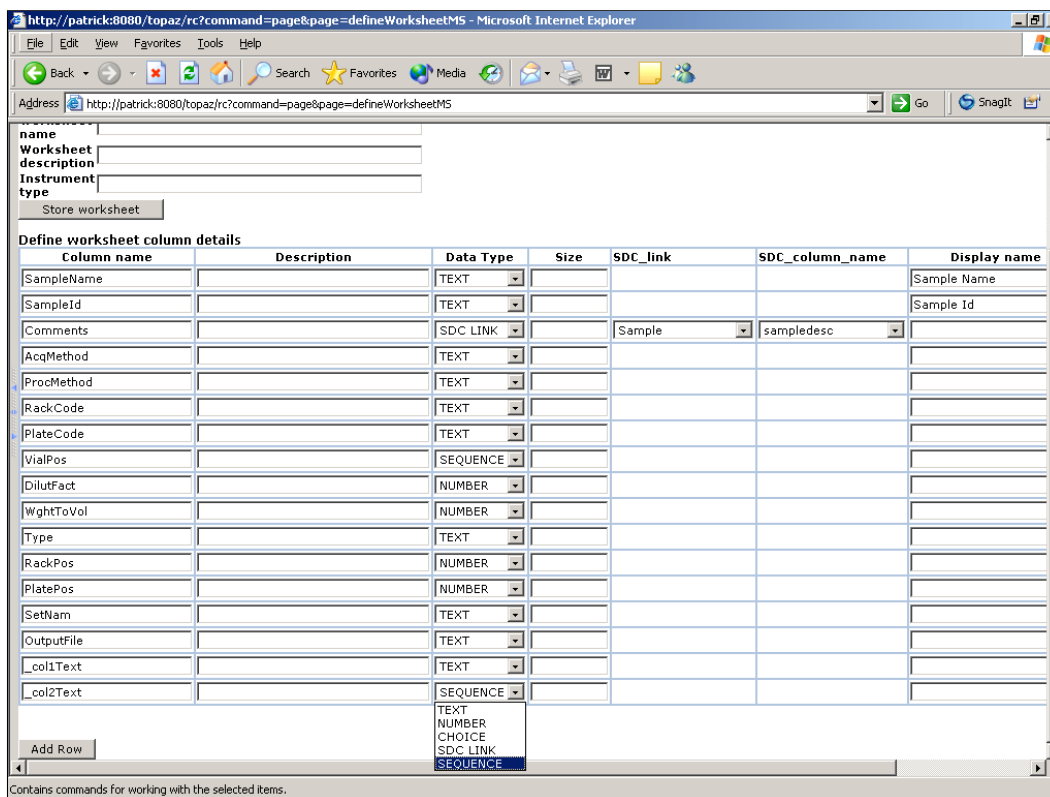 http://patrick:8080/topaz/rc?command=page&page=defineWorksheetMS - Microsoft Internet Explorer
File Edit View Favorites Tools Help
Back Search Favorites Media
Address http://patrick:8080/topaz/rc?command=page&page=defineWorksheetMS Go SnagIt
name
Worksheet
description
Instrument
type
Store worksheet
Define worksheet column details
Column name Description Data Type Size SDC_link SDC_column_name Display name
SampleName TEXT Sample Name
SampleId TEXT Sample Id
Comments SDC LINK Sample sampledesc
AcqMethod TEXT
ProcMethod TEXT
RackCode TEXT
PlateCode TEXT
VialPos SEQUENCE
DilutFact NUMBER
WghtToVol NUMBER
Type TEXT
RackPos NUMBER
PlatePos NUMBER
SetNam TEXT
OutputFile TEXT
_col1Text TEXT
_col2Text SEQUENCE
TEXT
NUMBER
CHOICE
SDC LINK
SEQUENCE
Add Row
Contains commands for working with the selected items.